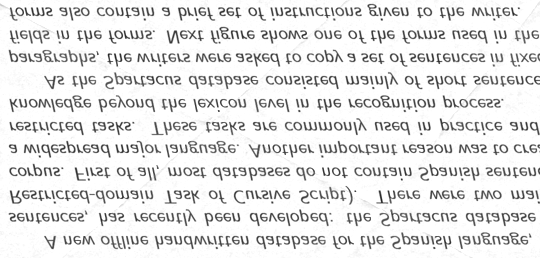 A new offline handwritten database for the Spanish language,
sentences, has recently been developed: the Spartacus database
Restricted-domain Task of Cursive Script). There were two mai
corpus. First of all, most databases do not contain Spanish senten
a widespread major language. Another important reason was to crea
restricted tasks. These tasks are commonly used in practice and
knowledge beyond the lexicon level in the recognition process.
As the Spartacus database consisted mainly of short sentence
paragraphs, the writers were asked to copy a set of sentences in fixed
fields in the forms. Next figure shows one of the forms used in the
forms also contain a brief set of instructions given to the writer.